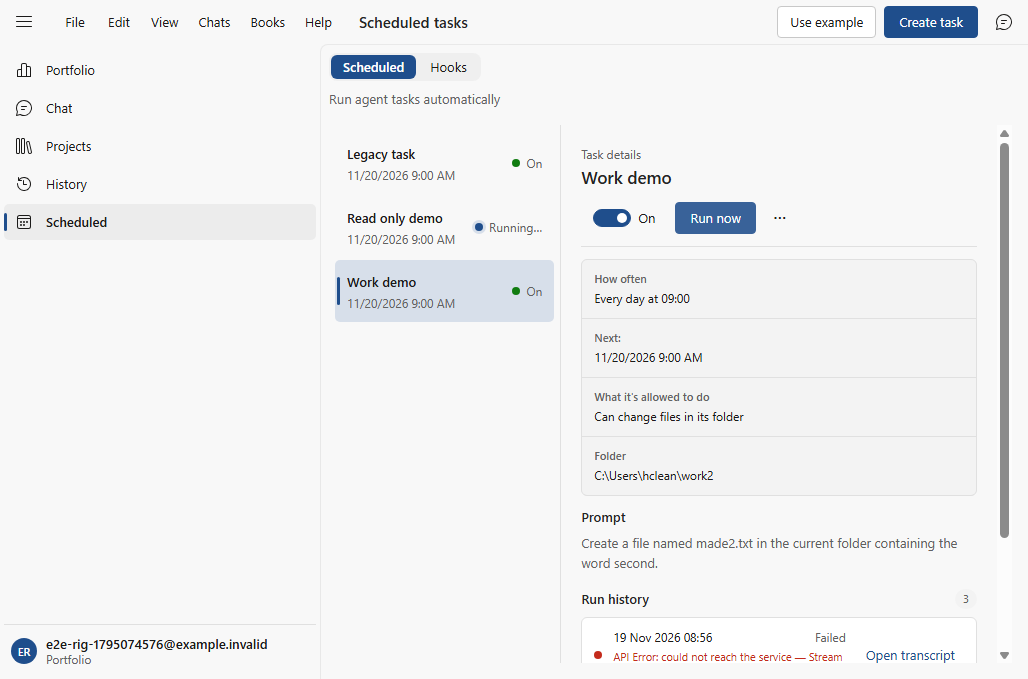 File Edit View Chats Books Help Scheduled tasks Use example Create task
Portfolio
Chat
Projects
History
Scheduled
ER
e2e-rig-1795074576@example.invalid
Portfolio
Scheduled Hooks
Run agent tasks automatically
Legacy task
11/20/2026 9:00 AM
On
Read only demo
11/20/2026 9:00 AM
Running...
Work demo
11/20/2026 9:00 AM
On
Task details
Work demo
On Run now ...
How often
Every day at 09:00
Next:
11/20/2026 9:00 AM
What it's allowed to do
Can change files in its folder
Folder
C:\Users\hclean\work2
Prompt
Create a file named made2.txt in the current folder containing the
word second.
Run history 3
19 Nov 2026 08:56 Failed
API Error: could not reach the service — Stream
Open transcript